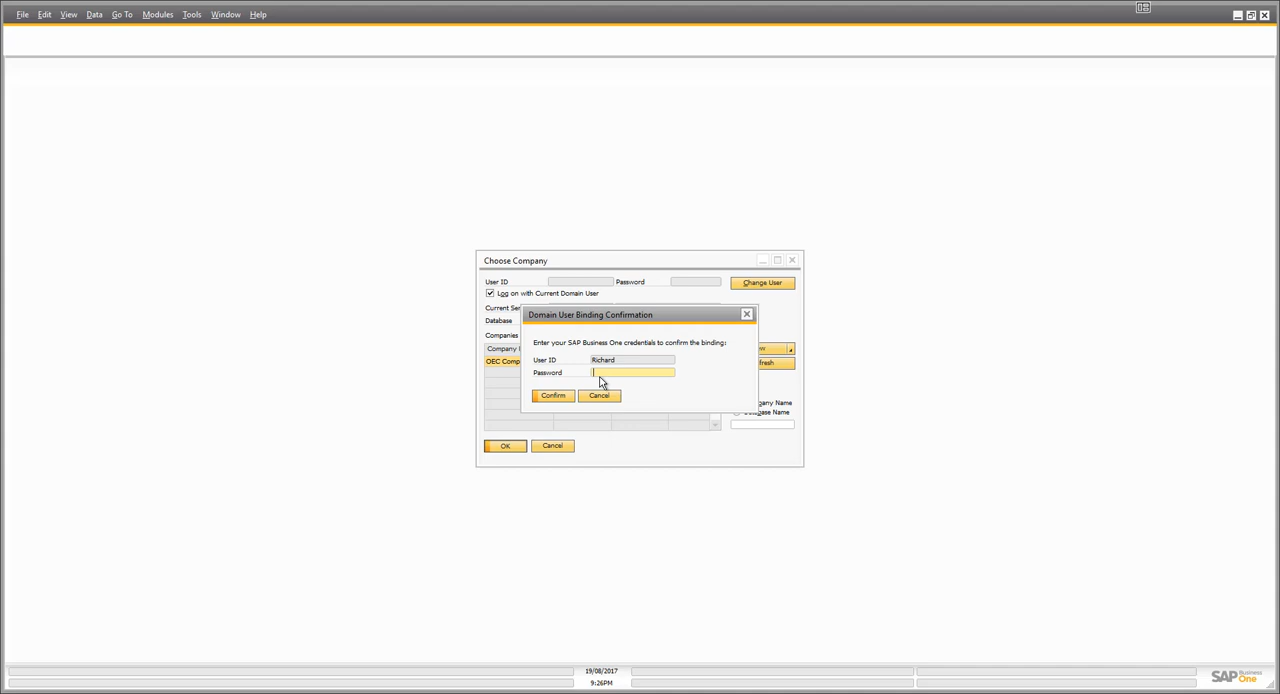 File Edit View Data Go To Modules Tools Window Help
Choose Company
User ID Password Change User
Log on with Current Domain User
Current Ser
Domain User Binding Confirmation
Database
Enter your SAP Business One credentials to confirm the binding:
Companies
Company
User ID Richard
OEC Comp
fresh
Password
Confirm Cancel
Company Name
Database Name
OK Cancel
19/08/2017
9:26PM
SAP Business One